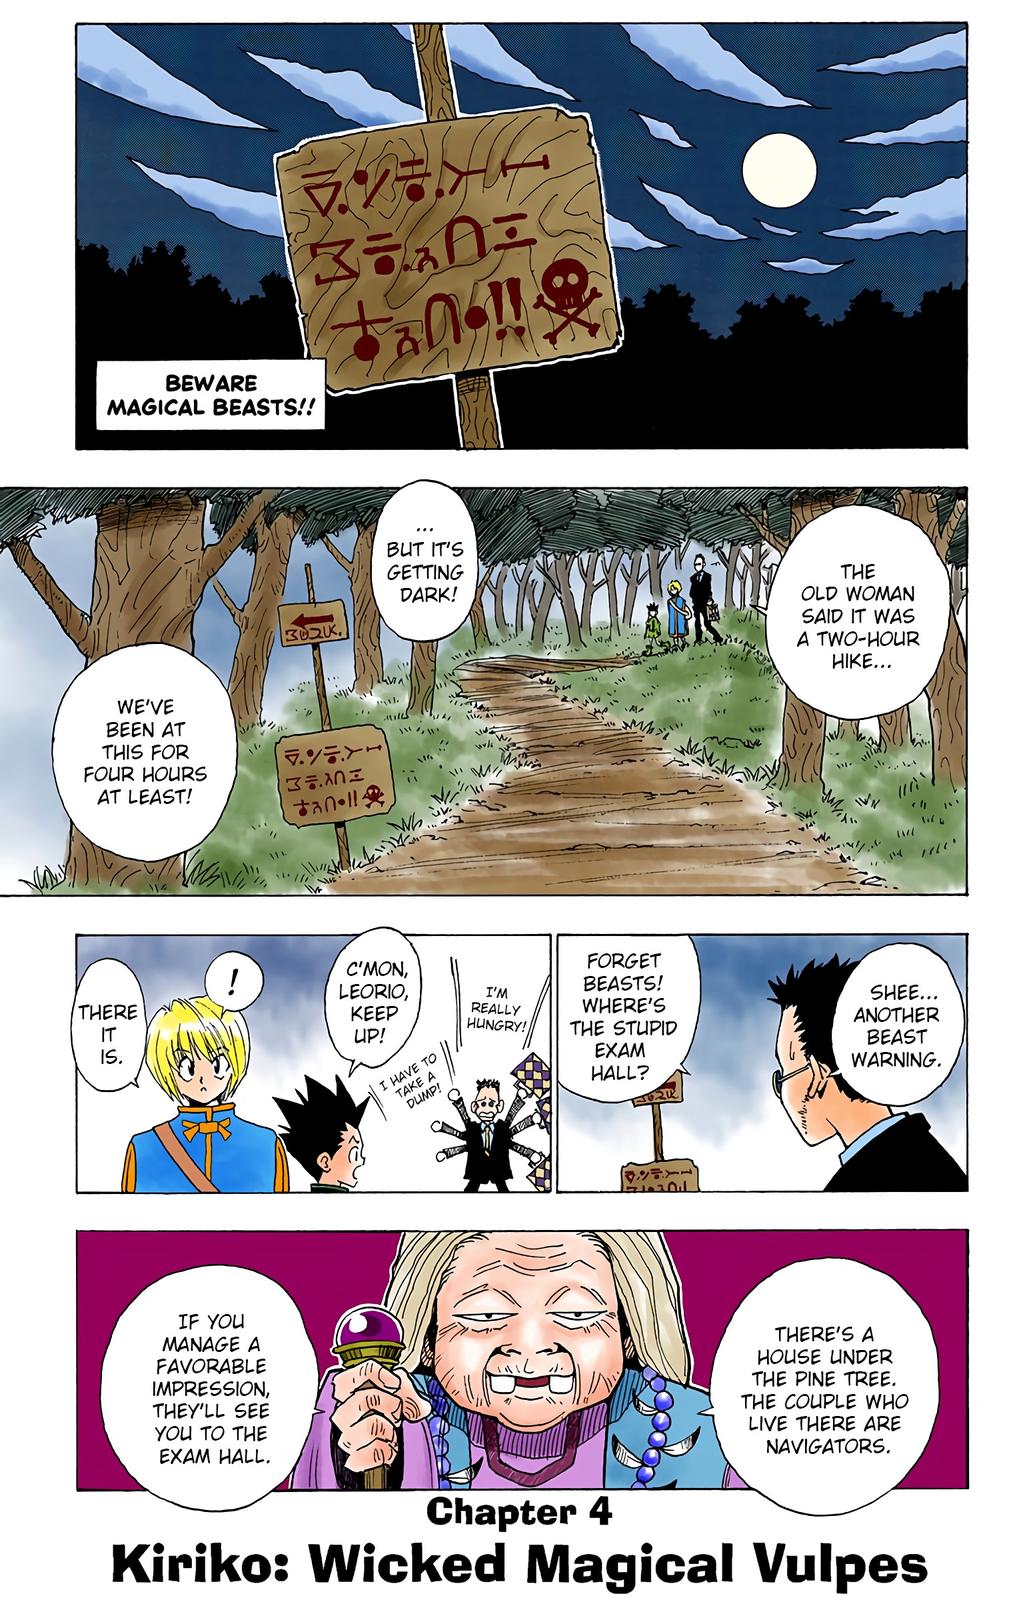 BEWARE
MAGICAL BEASTS!!
THE
OLD WOMAN
SAID IT WAS
A TWO-HOUR
HIKE...
...
BUT IT'S
GETTING
DARK!
WE'VE
BEEN AT
THIS FOR
FOUR HOURS
AT LEAST!
SHEE...
ANOTHER
BEAST
WARNING.
FORGET
BEASTS!
WHERE'S
THE STUPID
EXAM
HALL?
I'M
REALLY
HUNGRY!
I HAVE TO
TAKE A
DUMP!
C'MON,
LEORIO,
KEEP
UP!
!
THERE
IT
IS.
THERE'S A
HOUSE UNDER
THE PINE TREE.
THE COUPLE WHO
LIVE THERE ARE
NAVIGATORS.
IF YOU
MANAGE A
FAVORABLE
IMPRESSION,
THEY'LL SEE
YOU TO THE
EXAM HALL.
Chapter 4
Kiriko: Wicked Magical Vulpes